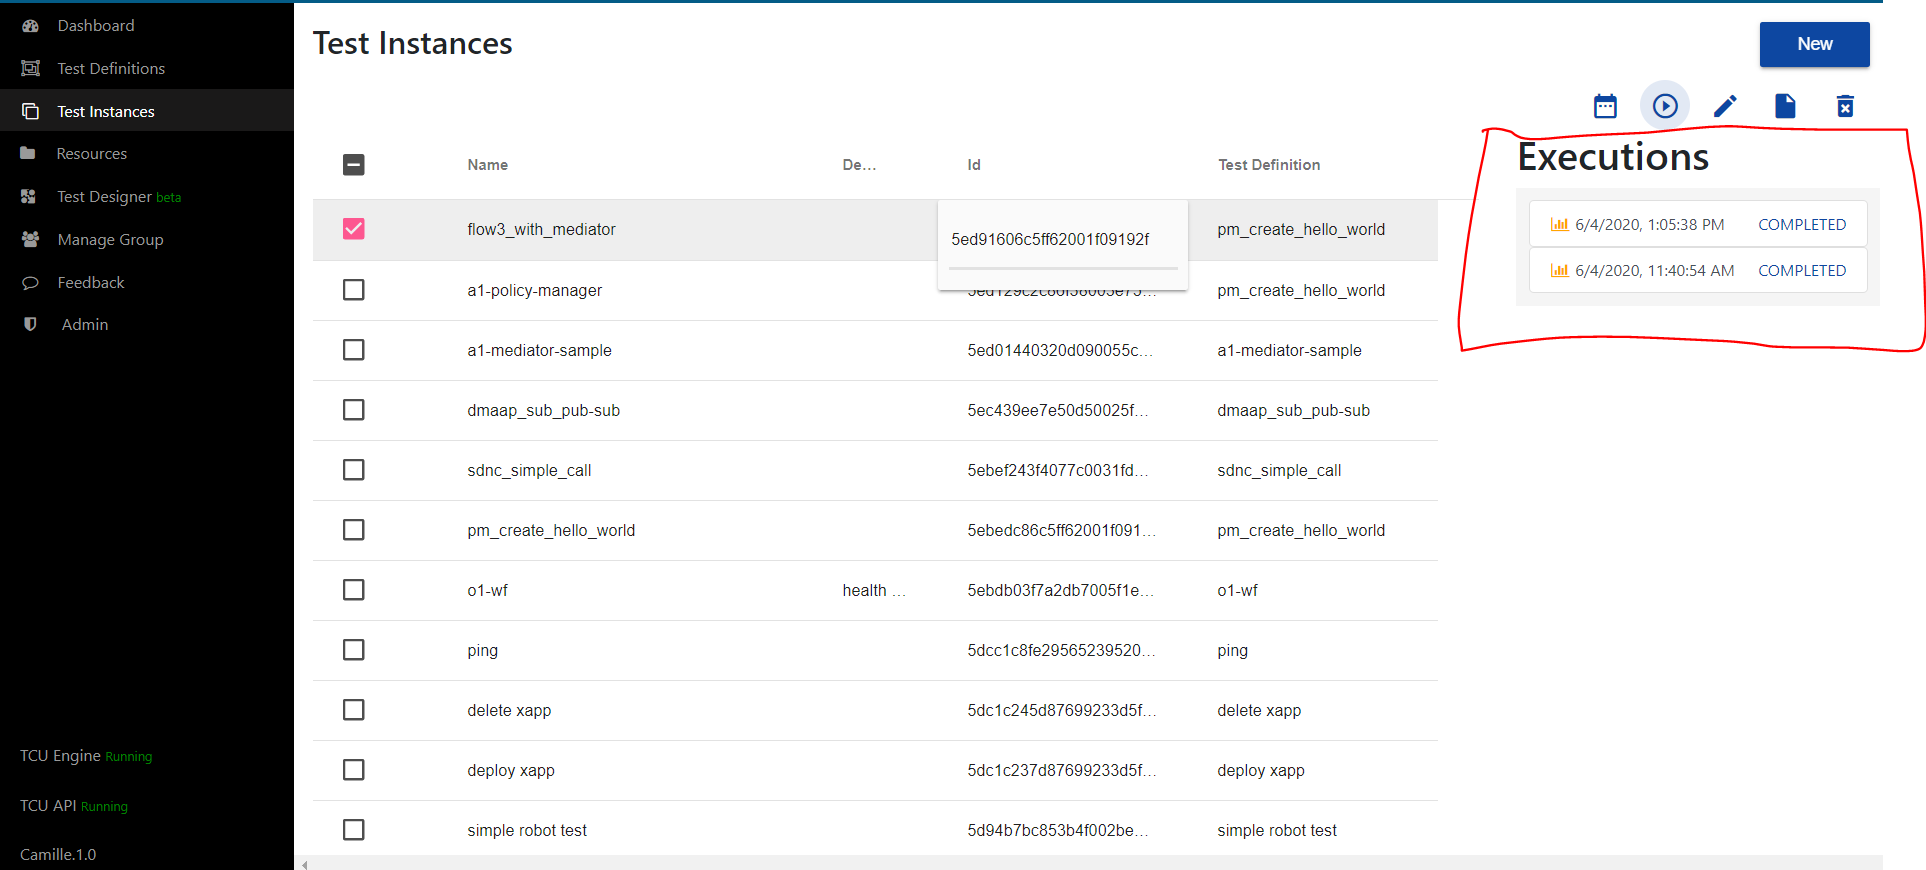 Dashboard
Test Definitions
Test Instances
Resources
Test Designer beta
Manage Group
Feedback
Admin
TCU Engine Running
TCU API Running
Camille.1.0
Test Instances
New
Name De... Id Test Definition
flow3_with_mediator 5ed91606c5ff62001f09192f pm_create_hello_world
a1-policy-manager pm_create_hello_world
a1-mediator-sample 5ed01440320d090055c... a1-mediator-sample
dmaap_sub_pub-sub 5ec439ee7e50d50025f... dmaap_sub_pub-sub
sdnc_simple_call 5ebef243f4077c0031fd... sdnc_simple_call
pm_create_hello_world 5ebedc86c5ff62001f091... pm_create_hello_world
o1-wf health ... 5ebdb03f7a2db7005f1e... o1-wf
ping 5dcc1c8fe29565239520... ping
delete xapp 5dc1c245d87699233d5f... delete xapp
deploy xapp 5dc1c237d87699233d5f... deploy xapp
simple robot test 5d94b7bc853b4f002be... simple robot test
Executions
6/4/2020, 1:05:38 PM COMPLETED
6/4/2020, 11:40:54 AM COMPLETED